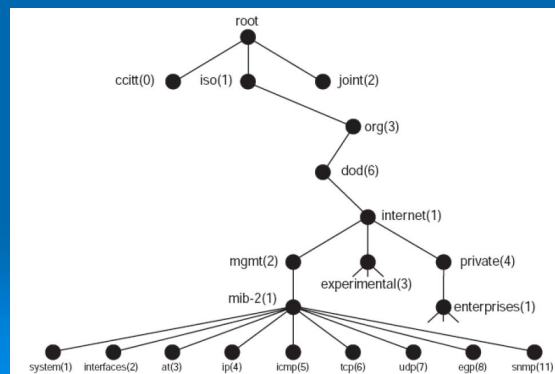 root
ccitt(0) iso(1) joint(2)
org(3)
dod(6)
internet(1)
mgmt(2) experimental(3) private(4)
mib-2(1) enterprises(1)
system(1) interfaces(2) at(3) ip(4) icmp(5) tcp(6) udp(7) egp(8) snmp(11)